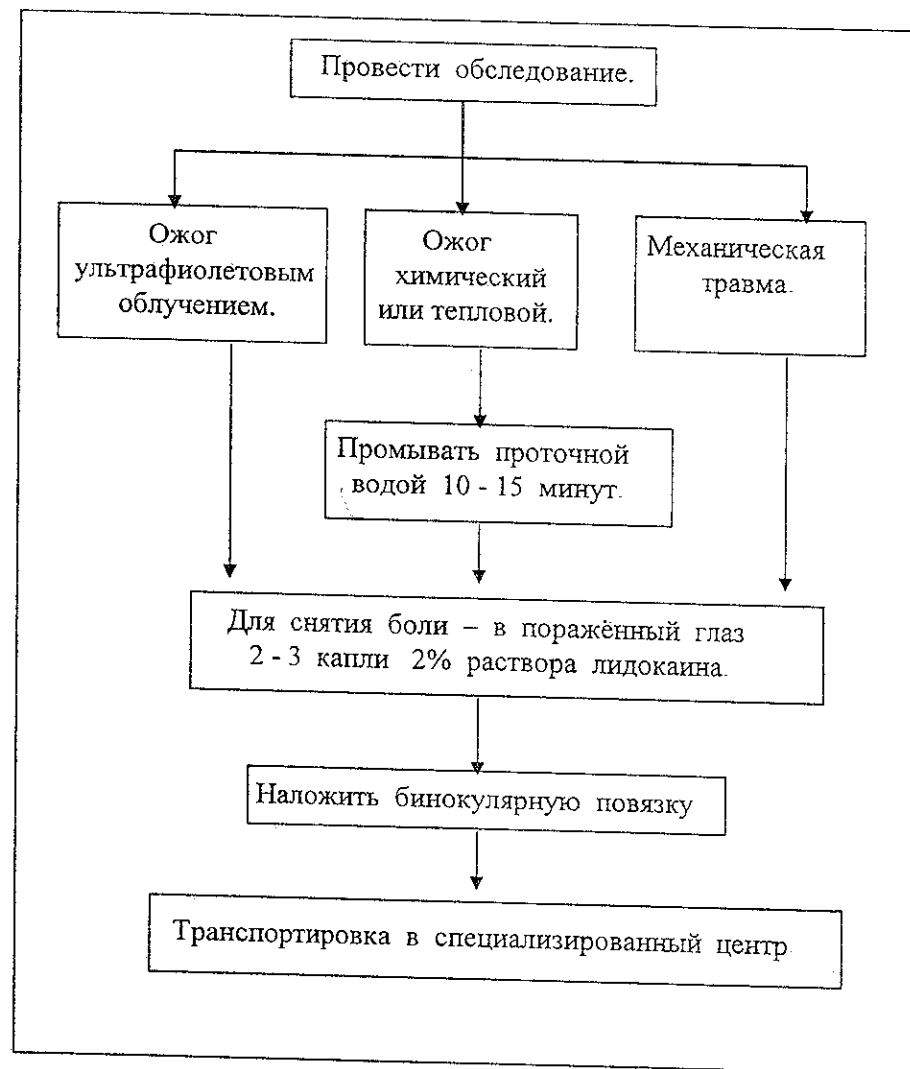 Провести обследование.
Ожог
ультрафиолетовым
облучением.
Ожог
химический
или тепловой.
Механическая
травма.
Промывать проточной
водой 10 - 15 минут.
Для снятия боли – в поражённый глаз
2 - 3 капли 2% раствора лидокаина.
Наложить бинокулярную повязку
Транспортировка в специализированный центр